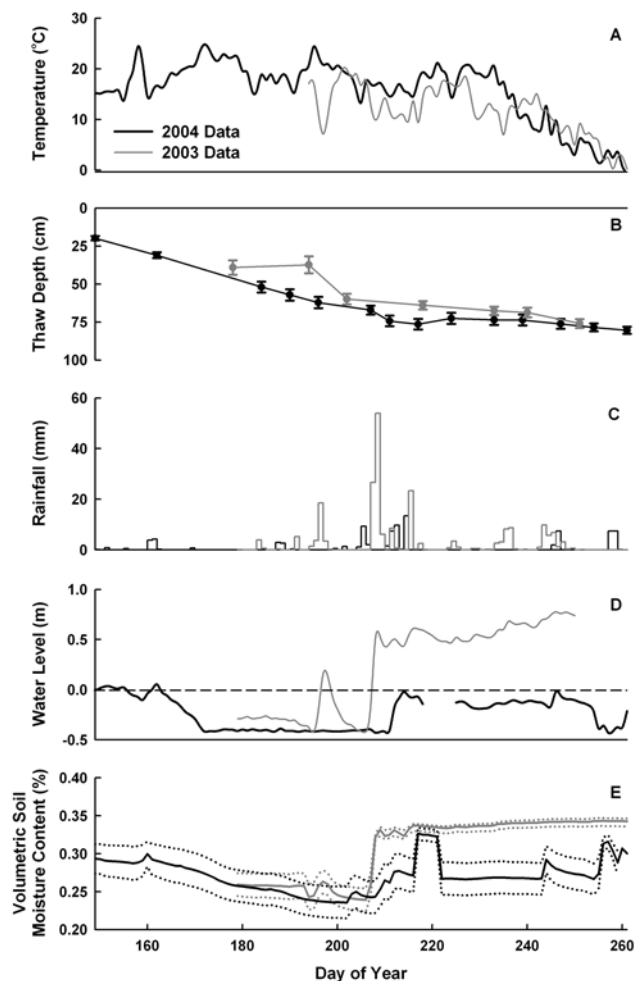 30
A
20
10
0
Temperature (°C)
2004 Data
2003 Data
0
B
25
50
75
100
Thaw Depth (cm)
60
C
40
20
0
Rainfall (mm)
1.0
D
0.5
0.0
-0.5
Water Level (m)
0.40
E
0.35
0.30
0.25
0.20
Volumetric Soil
Moisture Content (%)
160 180 200 220 240 260
Day of Year